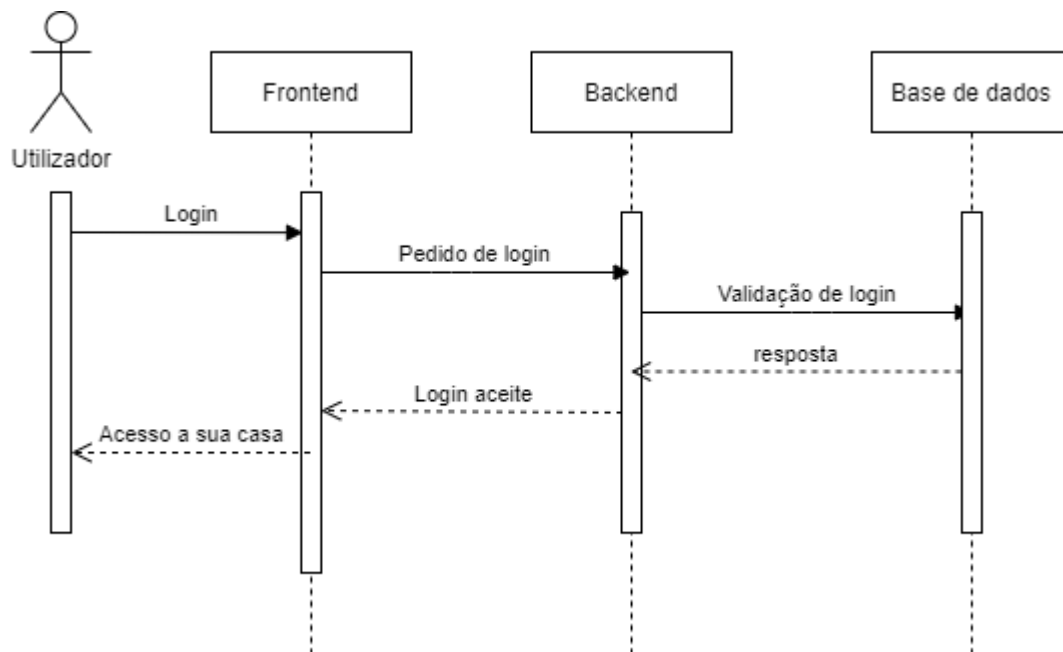 Utilizador
Frontend
Backend
Base de dados
Login
Pedido de login
Validação de login
resposta
Login aceite
Acesso a sua casa